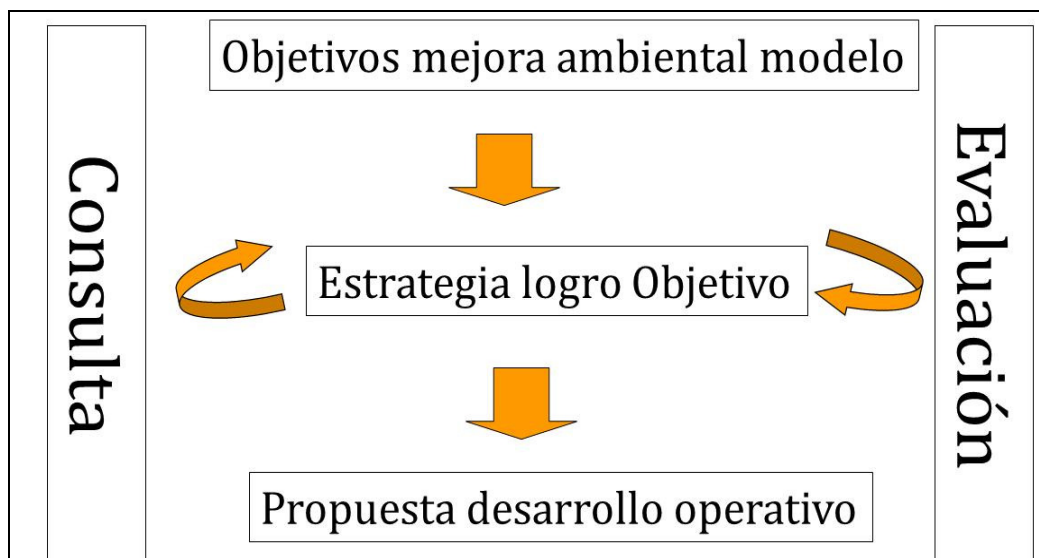 Objetivos mejora ambiental modelo
Consulta
Estrategia logro Objetivo
Evaluación
Propuesta desarrollo operativo